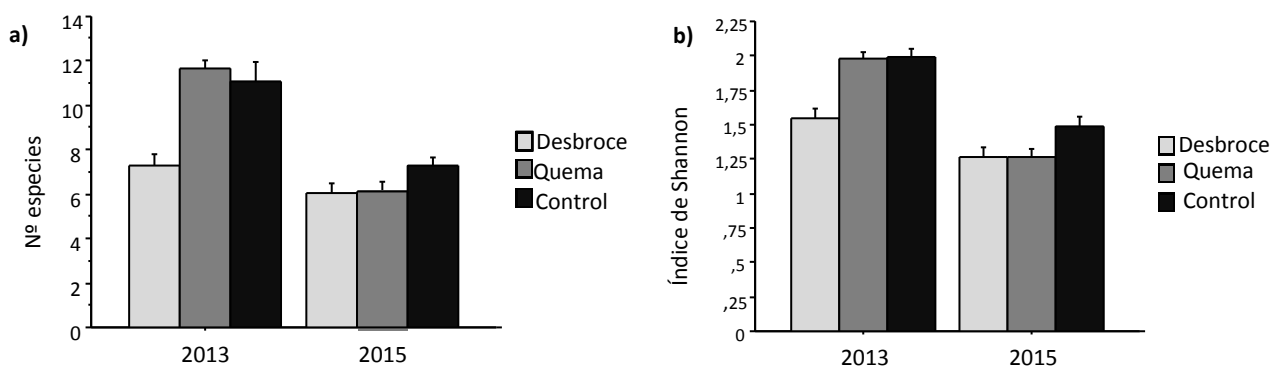 a)
Nº especies
14
12
10
8
6
4
2
0
2013
2015
Desbroce
Quema
Control
b)
Índice de Shannon
2,25
2
1,75
1,5
1,25
1
,75
,5
,25
0
2013
2015
Desbroce
Quema
Control